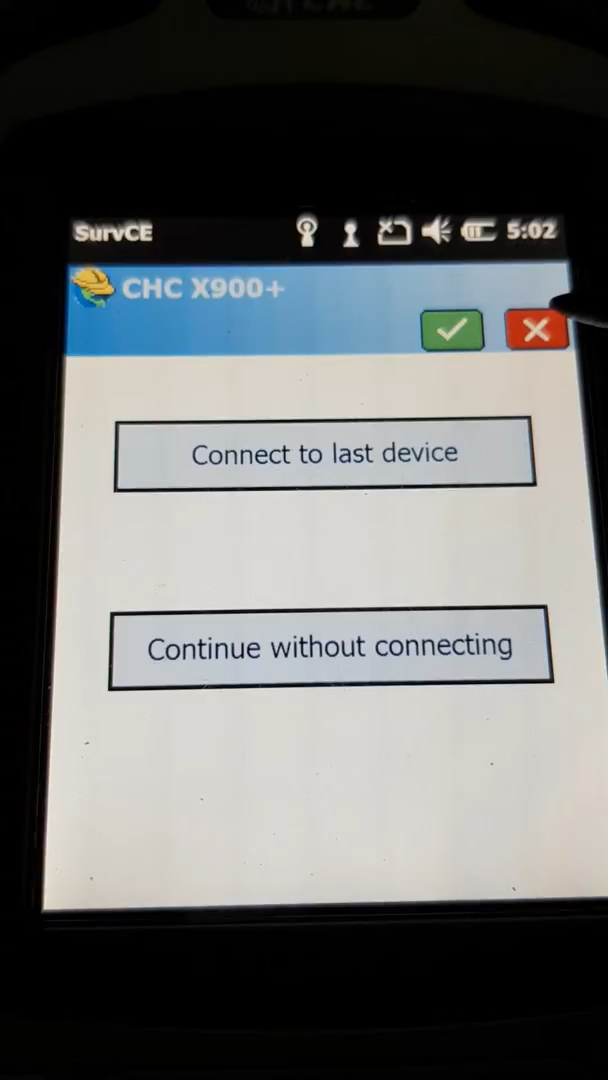 SurvCE
5:02
CHC X900+
Connect to last device
Continue without connecting